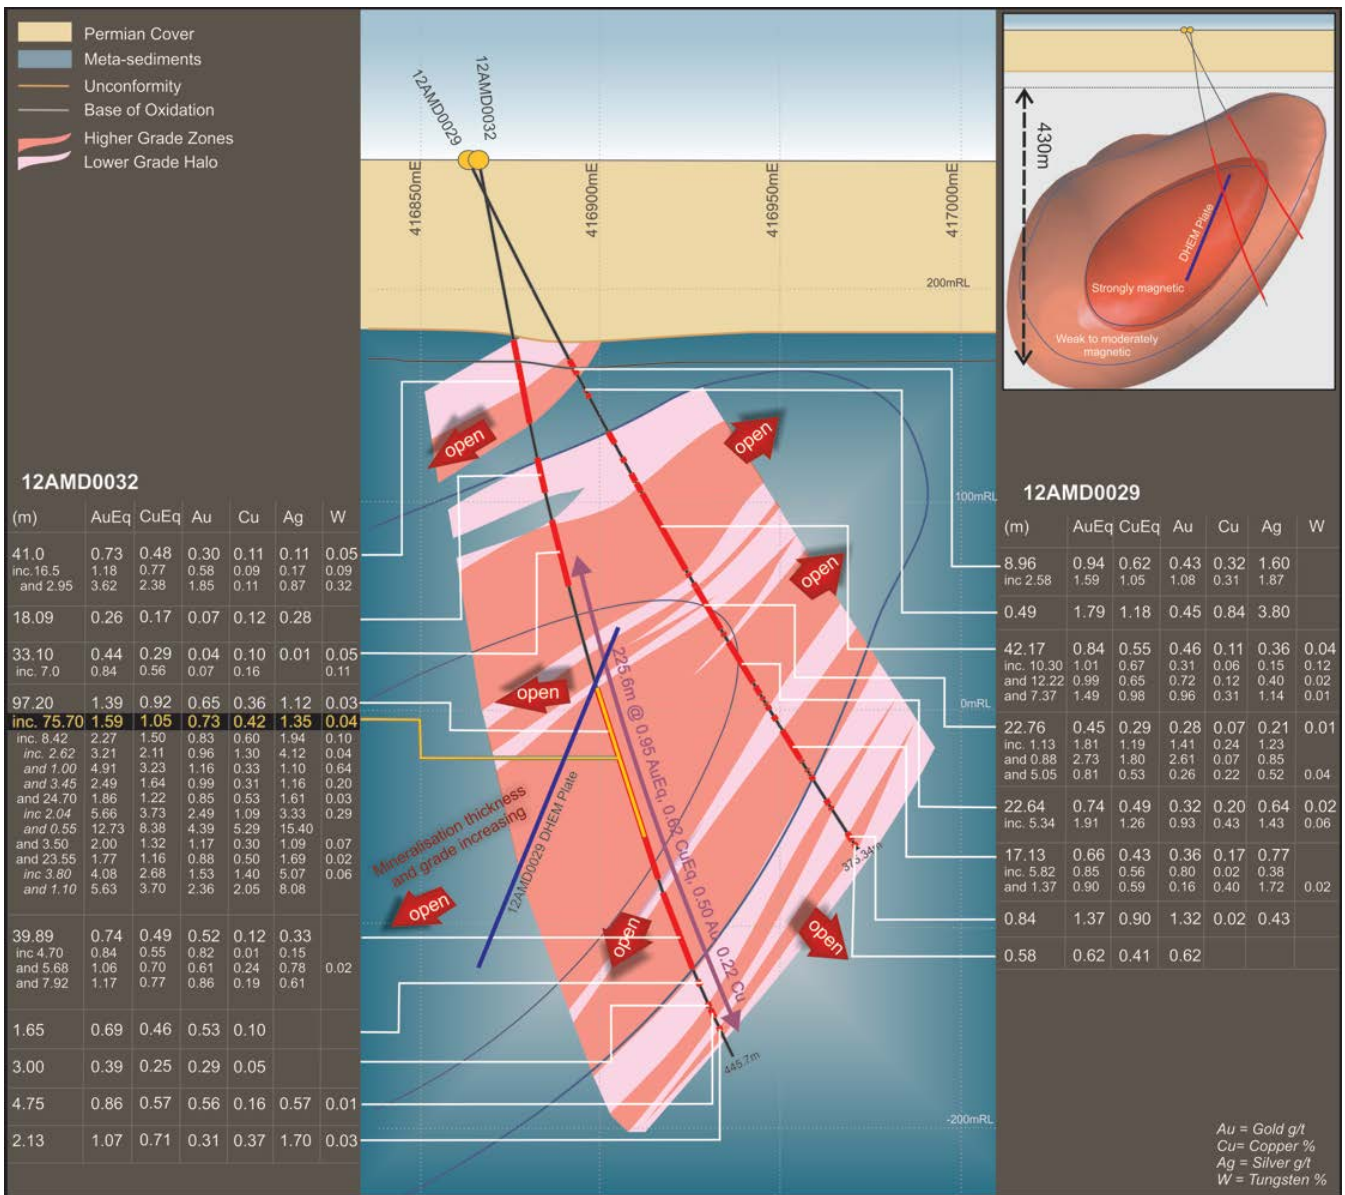 Permian Cover
Meta-sediments
Unconformity
Base of Oxidation
Higher Grade Zones
Lower Grade Halo
12AMD0029
12AMD0032
416850mE
416900mE
416950mE
417000mE
200mRL
100mRL
0mRL
-200mRL
430m
DHEM Plate
Strongly magnetic
Weak to moderately
magnetic
open
open
open
open
open
open
open
225.6m @ 0.95 AuEq, 0.62 CuEq, 0.50 Au, 0.22 Cu
12AMD0029 DHEM Plate
Mineralisation thickness
and grade increasing
375.34m
445.7m
12AMD0032
(m) AuEq CuEq Au Cu Ag W
41.0 0.73 0.48 0.30 0.11 0.11 0.05
inc.16.5 1.18 0.77 0.58 0.09 0.17 0.09
and 2.95 3.62 2.38 1.85 0.11 0.87 0.32
18.09 0.26 0.17 0.07 0.12 0.28
33.10 0.44 0.29 0.04 0.10 0.01 0.05
inc. 7.0 0.84 0.56 0.07 0.16 0.11
97.20 1.39 0.92 0.65 0.36 1.12 0.03
inc. 75.70 1.59 1.05 0.73 0.42 1.35 0.04
inc. 8.42 2.27 1.50 0.83 0.60 1.94 0.10
inc. 2.62 3.21 2.11 0.96 1.30 4.12 0.04
and 1.00 4.91 3.23 1.16 0.33 1.10 0.64
and 3.45 2.49 1.64 0.99 0.31 1.16 0.20
and 24.70 1.86 1.22 0.85 0.53 1.61 0.03
inc 2.04 5.66 3.73 2.49 1.09 3.33 0.29
and 0.55 12.73 8.38 4.39 5.29 15.40
and 3.50 2.00 1.32 1.17 0.30 1.09 0.07
and 23.55 1.77 1.16 0.88 0.50 1.69 0.02
inc 3.80 4.08 2.68 1.53 1.40 5.07 0.06
and 1.10 5.63 3.70 2.36 2.05 8.08
39.89 0.74 0.49 0.52 0.12 0.33
inc 4.70 0.84 0.55 0.82 0.01 0.15
and 5.68 1.06 0.70 0.61 0.24 0.78 0.02
and 7.92 1.17 0.77 0.86 0.19 0.61
1.65 0.69 0.46 0.53 0.10
3.00 0.39 0.25 0.29 0.05
4.75 0.86 0.57 0.56 0.16 0.57 0.01
2.13 1.07 0.71 0.31 0.37 1.70 0.03
12AMD0029
(m) AuEq CuEq Au Cu Ag W
8.96 0.94 0.62 0.43 0.32 1.60
inc 2.58 1.59 1.05 1.08 0.31 1.87
0.49 1.79 1.18 0.45 0.84 3.80
42.17 0.84 0.55 0.46 0.11 0.36 0.04
inc. 10.30 1.01 0.67 0.31 0.06 0.15 0.12
and 12.22 0.99 0.65 0.72 0.12 0.40 0.02
and 7.37 1.49 0.98 0.96 0.31 1.14 0.01
22.76 0.45 0.29 0.28 0.07 0.21 0.01
inc. 1.13 1.81 1.19 1.41 0.24 1.23
and 0.88 2.73 1.80 2.61 0.07 0.85
and 5.05 0.81 0.53 0.26 0.22 0.52 0.04
22.64 0.74 0.49 0.32 0.20 0.64 0.02
inc. 5.34 1.91 1.26 0.93 0.43 1.43 0.06
17.13 0.66 0.43 0.36 0.17 0.77
inc. 5.82 0.85 0.56 0.80 0.02 0.38
and 1.37 0.90 0.59 0.16 0.40 1.72 0.02
0.84 1.37 0.90 1.32 0.02 0.43
0.58 0.62 0.41 0.62
Au = Gold g/t
Cu= Copper %
Ag = Silver g/t
W = Tungsten %